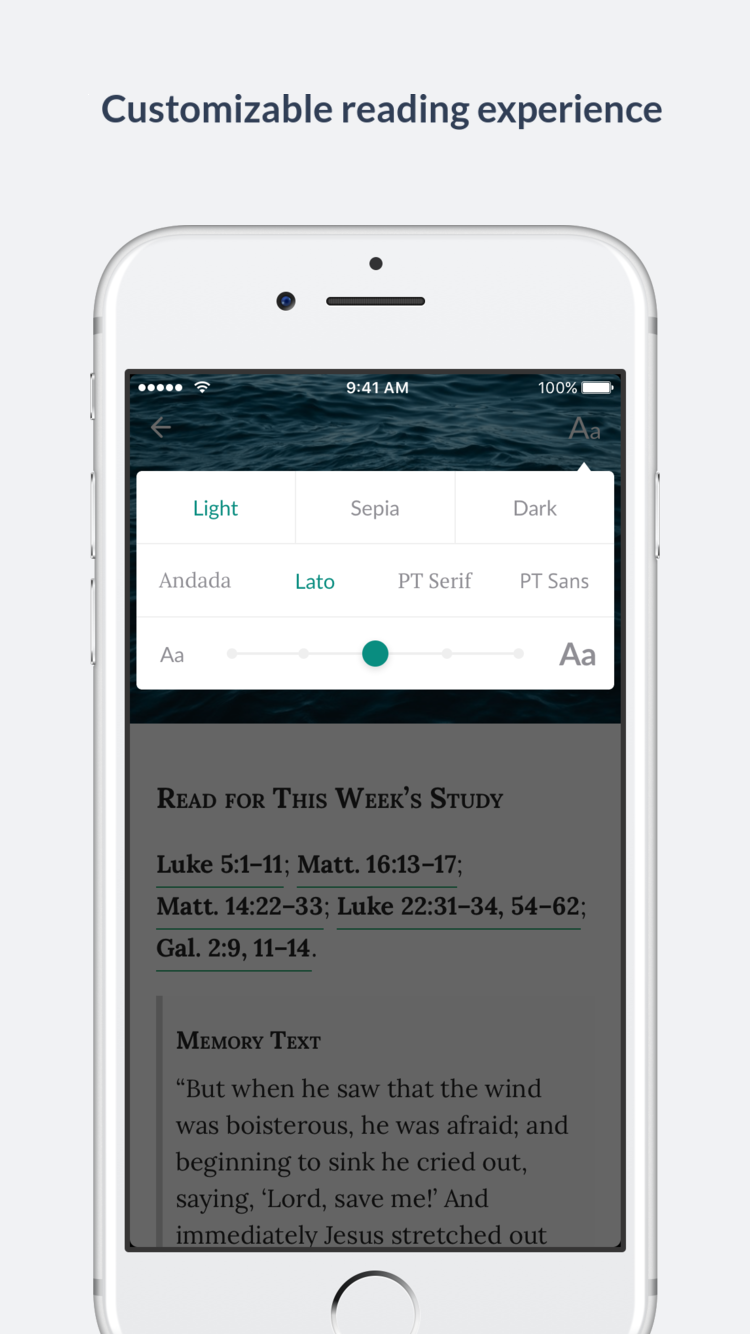 Customizable reading experience
9:41 AM
100%
Aa
Light Sepia Dark
Andada Lato PT Serif PT Sans
Aa Aa
Read for This Week’s Study
Luke 5:1–11; Matt. 16:13–17;
Matt. 14:22–33; Luke 22:31–34, 54–62;
Gal. 2:9, 11–14.
Memory Text
“But when he saw that the wind
was boisterous, he was afraid; and
beginning to sink he cried out,
saying, ‘Lord, save me!’ And
immediately Jesus stretched out